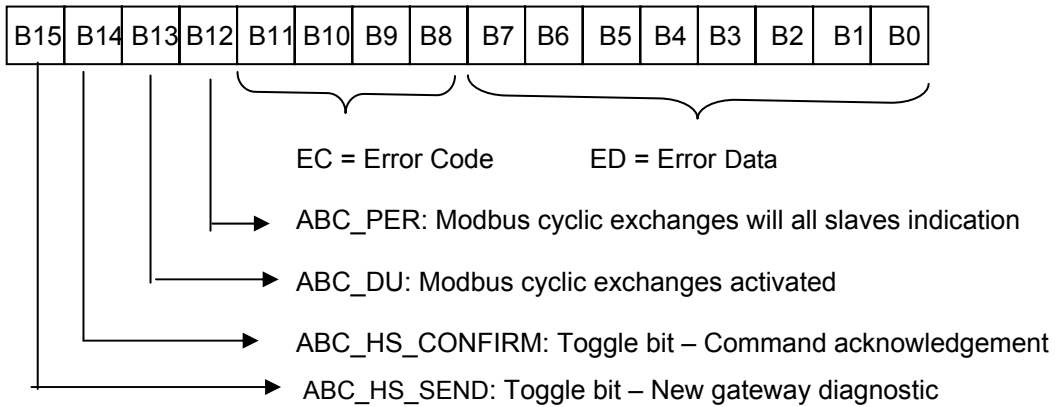 B15 B14 B13 B12 B11 B10 B9 B8 B7 B6 B5 B4 B3 B2 B1 B0
EC = Error Code ED = Error Data
ABC_PER: Modbus cyclic exchanges will all slaves indication
ABC_DU: Modbus cyclic exchanges activated
ABC_HS_CONFIRM: Toggle bit – Command acknowledgement
ABC_HS_SEND: Toggle bit – New gateway diagnostic